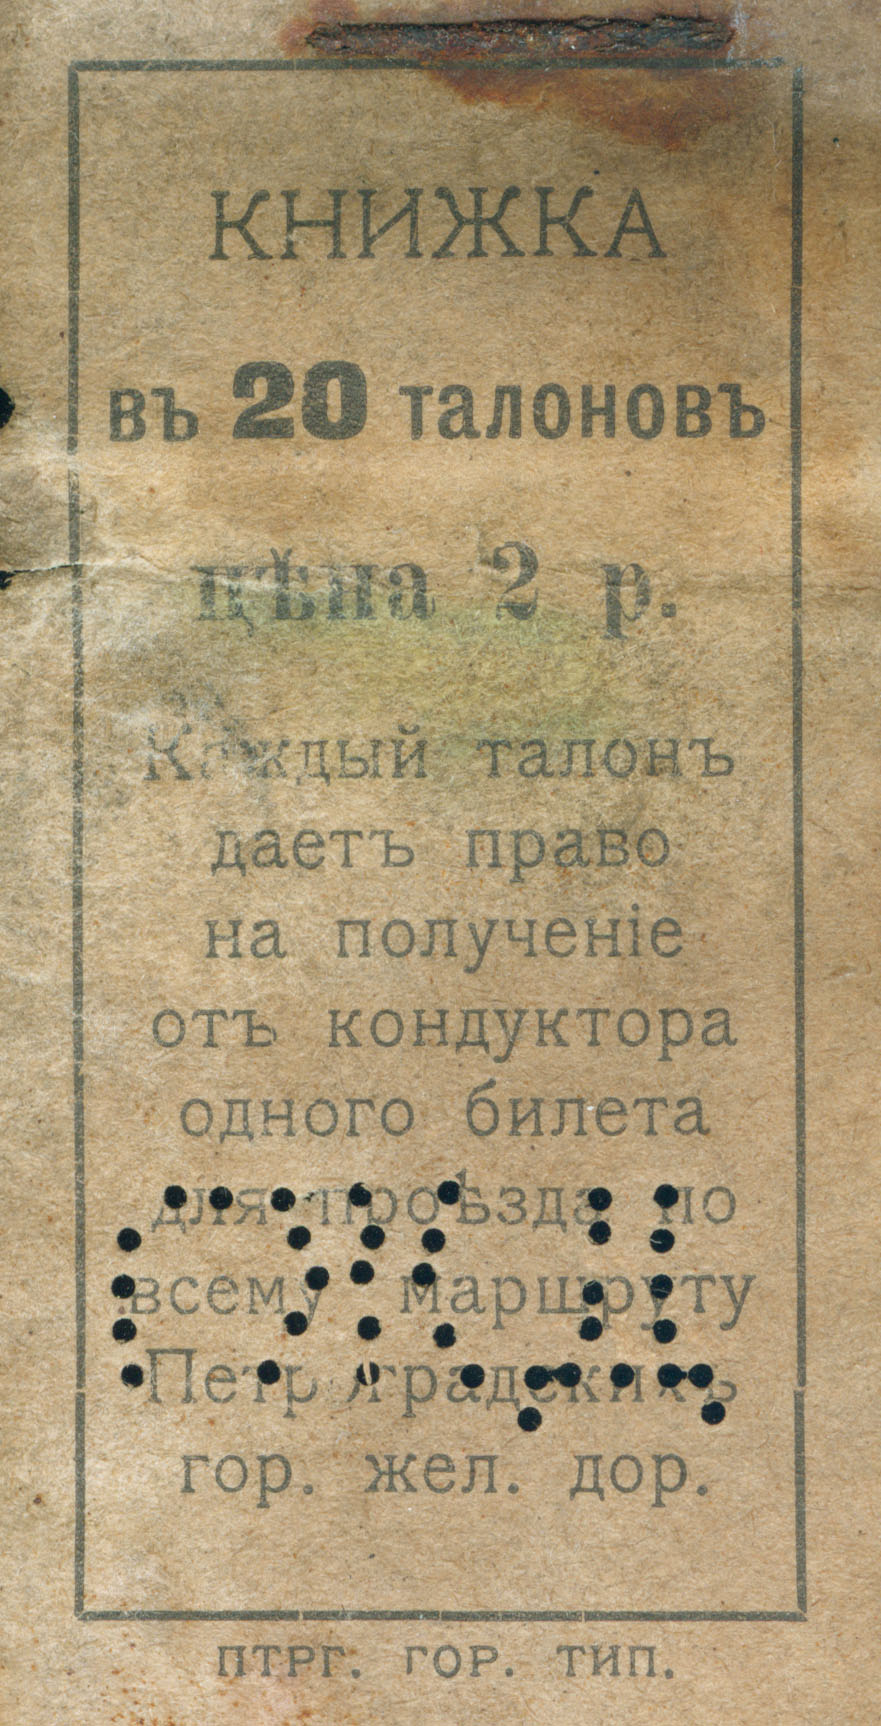 КНИЖКА
въ 20 талоновъ
цѣна 2 р.
Каждый талонъ
даетъ право
на полученіе
отъ кондуктора
одного билета
для проѣзда по
всему маршруту
Петроградскихъ
гор. жел. дор.
ПТРГ. ГОР. ТИП.